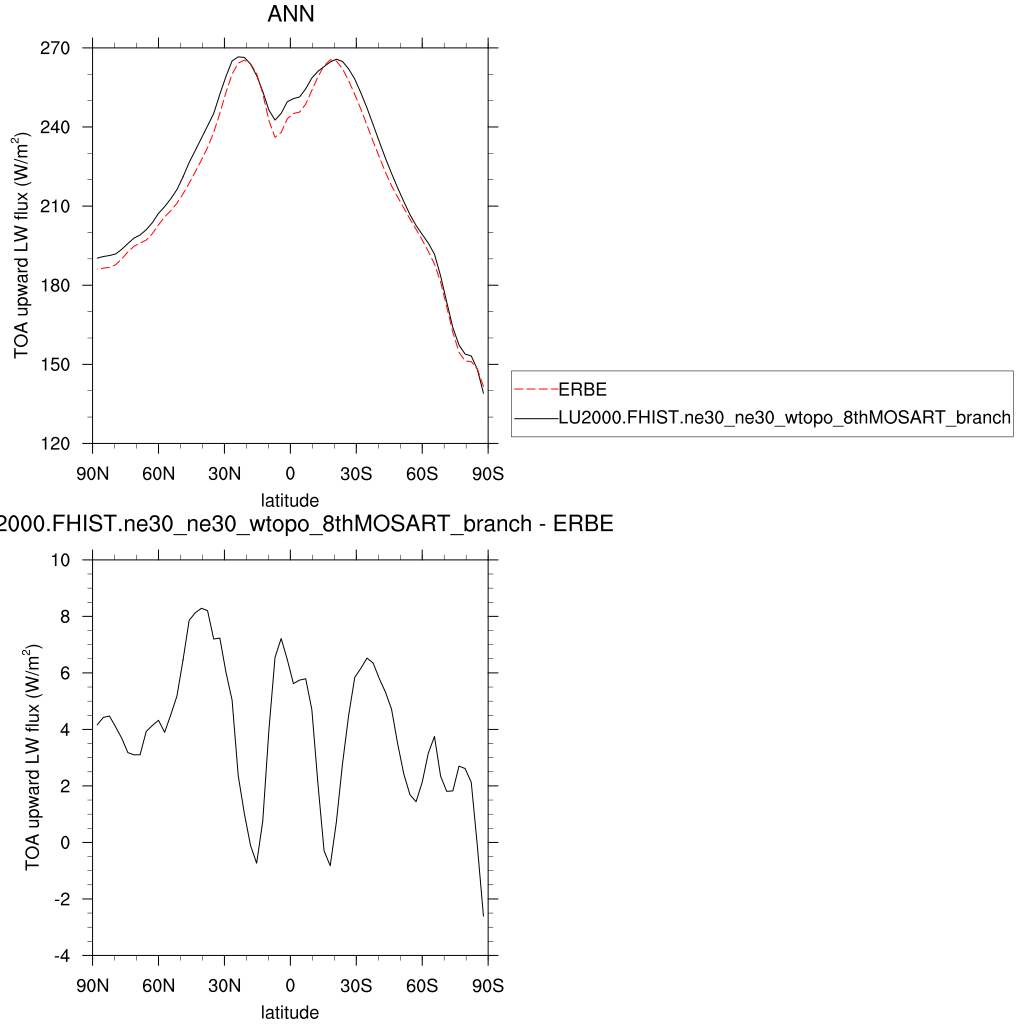 ANN
TOA upward LW flux (W/m²)
270
240
210
180
150
120
90N 60N 30N 0 30S 60S 90S
latitude
ERBE
LU2000.FHIST.ne30_ne30_wtopo_8thMOSART_branch
2000.FHIST.ne30_ne30_wtopo_8thMOSART_branch - ERBE
TOA upward LW flux (W/m²)
10
8
6
4
2
0
-2
-4
90N 60N 30N 0 30S 60S 90S
latitude